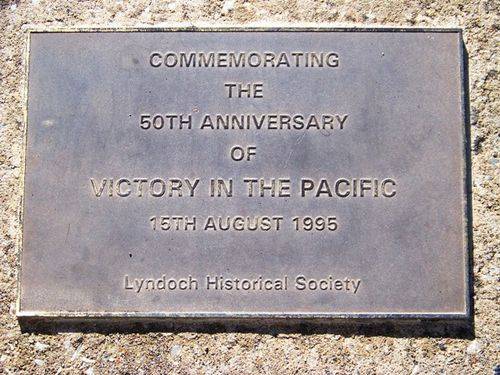 COMMEMORATING
THE
50TH ANNIVERSARY
OF
VICTORY IN THE PACIFIC
15TH AUGUST 1995
Lyndoch Historical Society